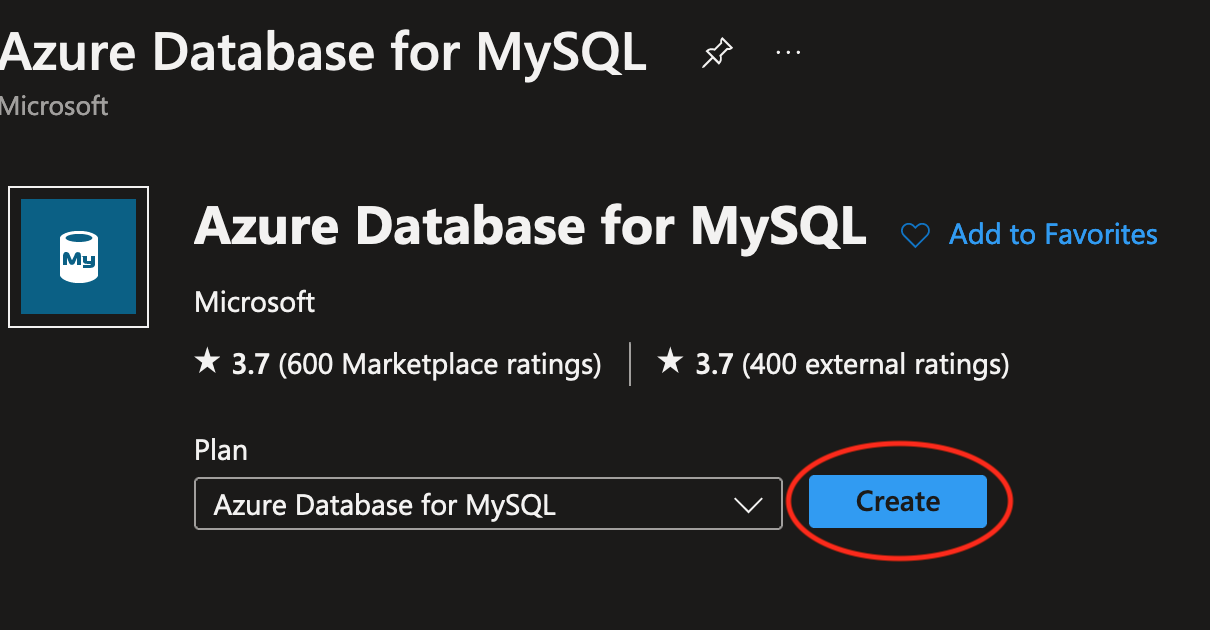 Azure Database for MySQL
Microsoft
My
Azure Database for MySQL
Add to Favorites
Microsoft
★ 3.7 (600 Marketplace ratings) | ★ 3.7 (400 external ratings)
Plan
Azure Database for MySQL
Create